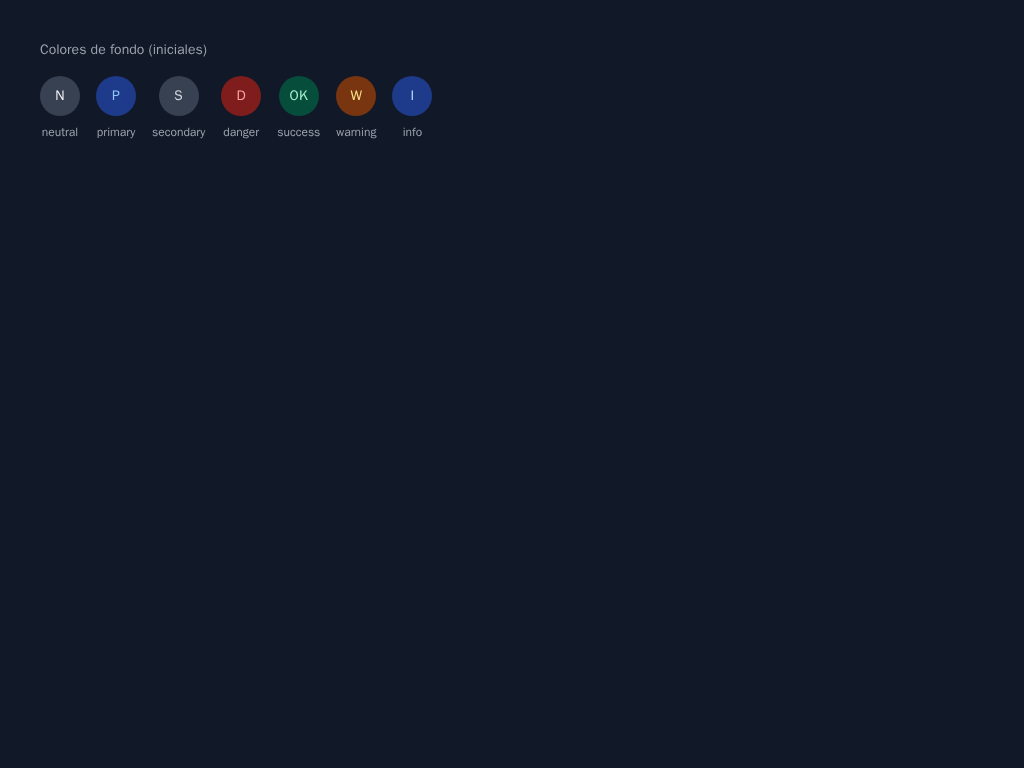 Colores de fondo (iniciales)
N P S D OK W I
neutral primary secondary danger success warning info